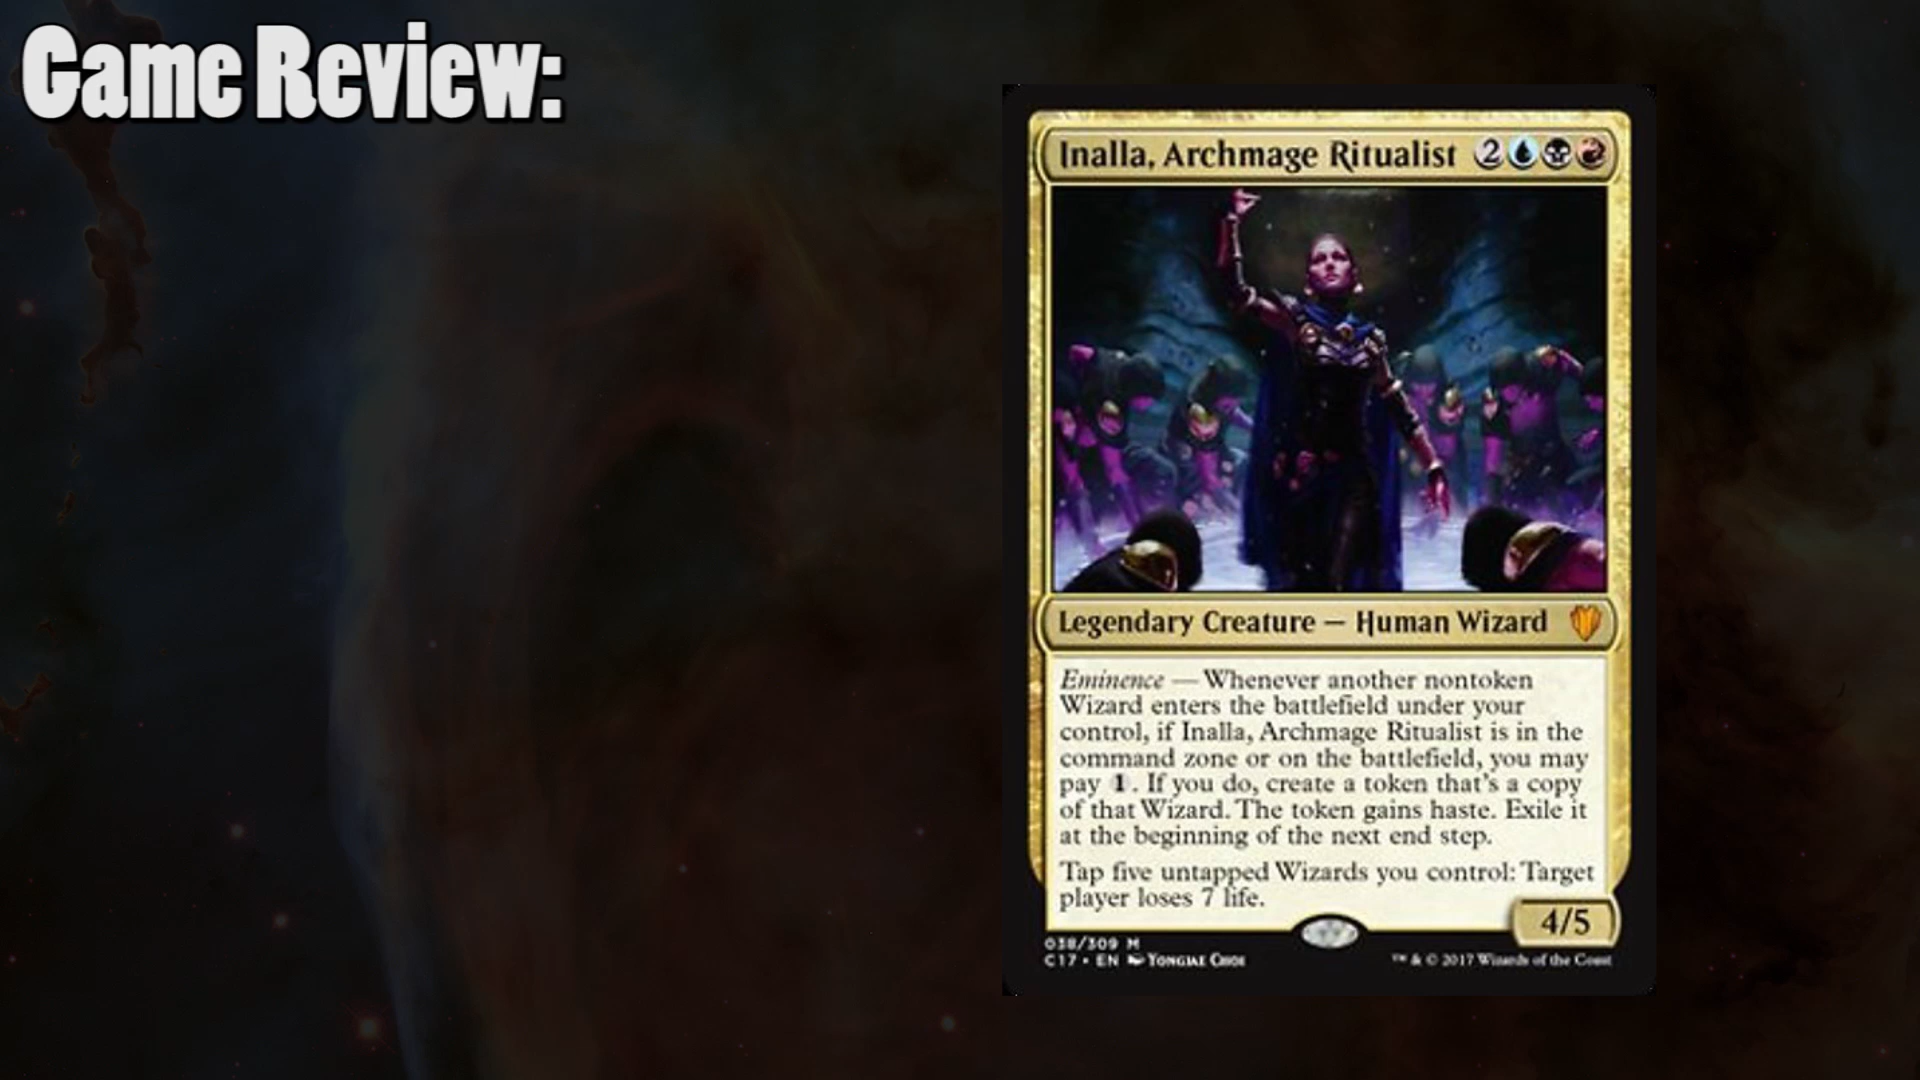 Game Review:
Inalla, Archmage Ritualist 2
Legendary Creature — Human Wizard
Eminence — Whenever another nontoken
Wizard enters the battlefield under your
control, if Inalla, Archmage Ritualist is in the
command zone or on the battlefield, you may
pay 1. If you do, create a token that's a copy
of that Wizard. The token gains haste. Exile it
at the beginning of the next end step.
Tap five untapped Wizards you control: Target
player loses 7 life.
4/5
038/309 M
C17 • EN Yongjae Choi
™ & © 2017 Wizards of the Coast